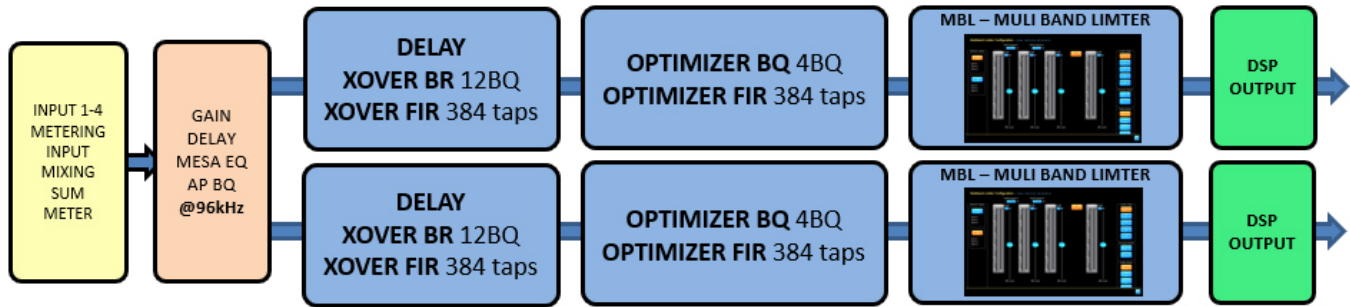 INPUT 1-4
METERING
INPUT
MIXING
SUM
METER
GAIN
DELAY
MESA EQ
AP BQ
@96kHz
DELAY
XOVER BR 12BQ
XOVER FIR 384 taps
OPTIMIZER BQ 4BQ
OPTIMIZER FIR 384 taps
MBL – MULI BAND LIMTER
DSP
OUTPUT
DELAY
XOVER BR 12BQ
XOVER FIR 384 taps
OPTIMIZER BQ 4BQ
OPTIMIZER FIR 384 taps
MBL – MULI BAND LIMTER
DSP
OUTPUT